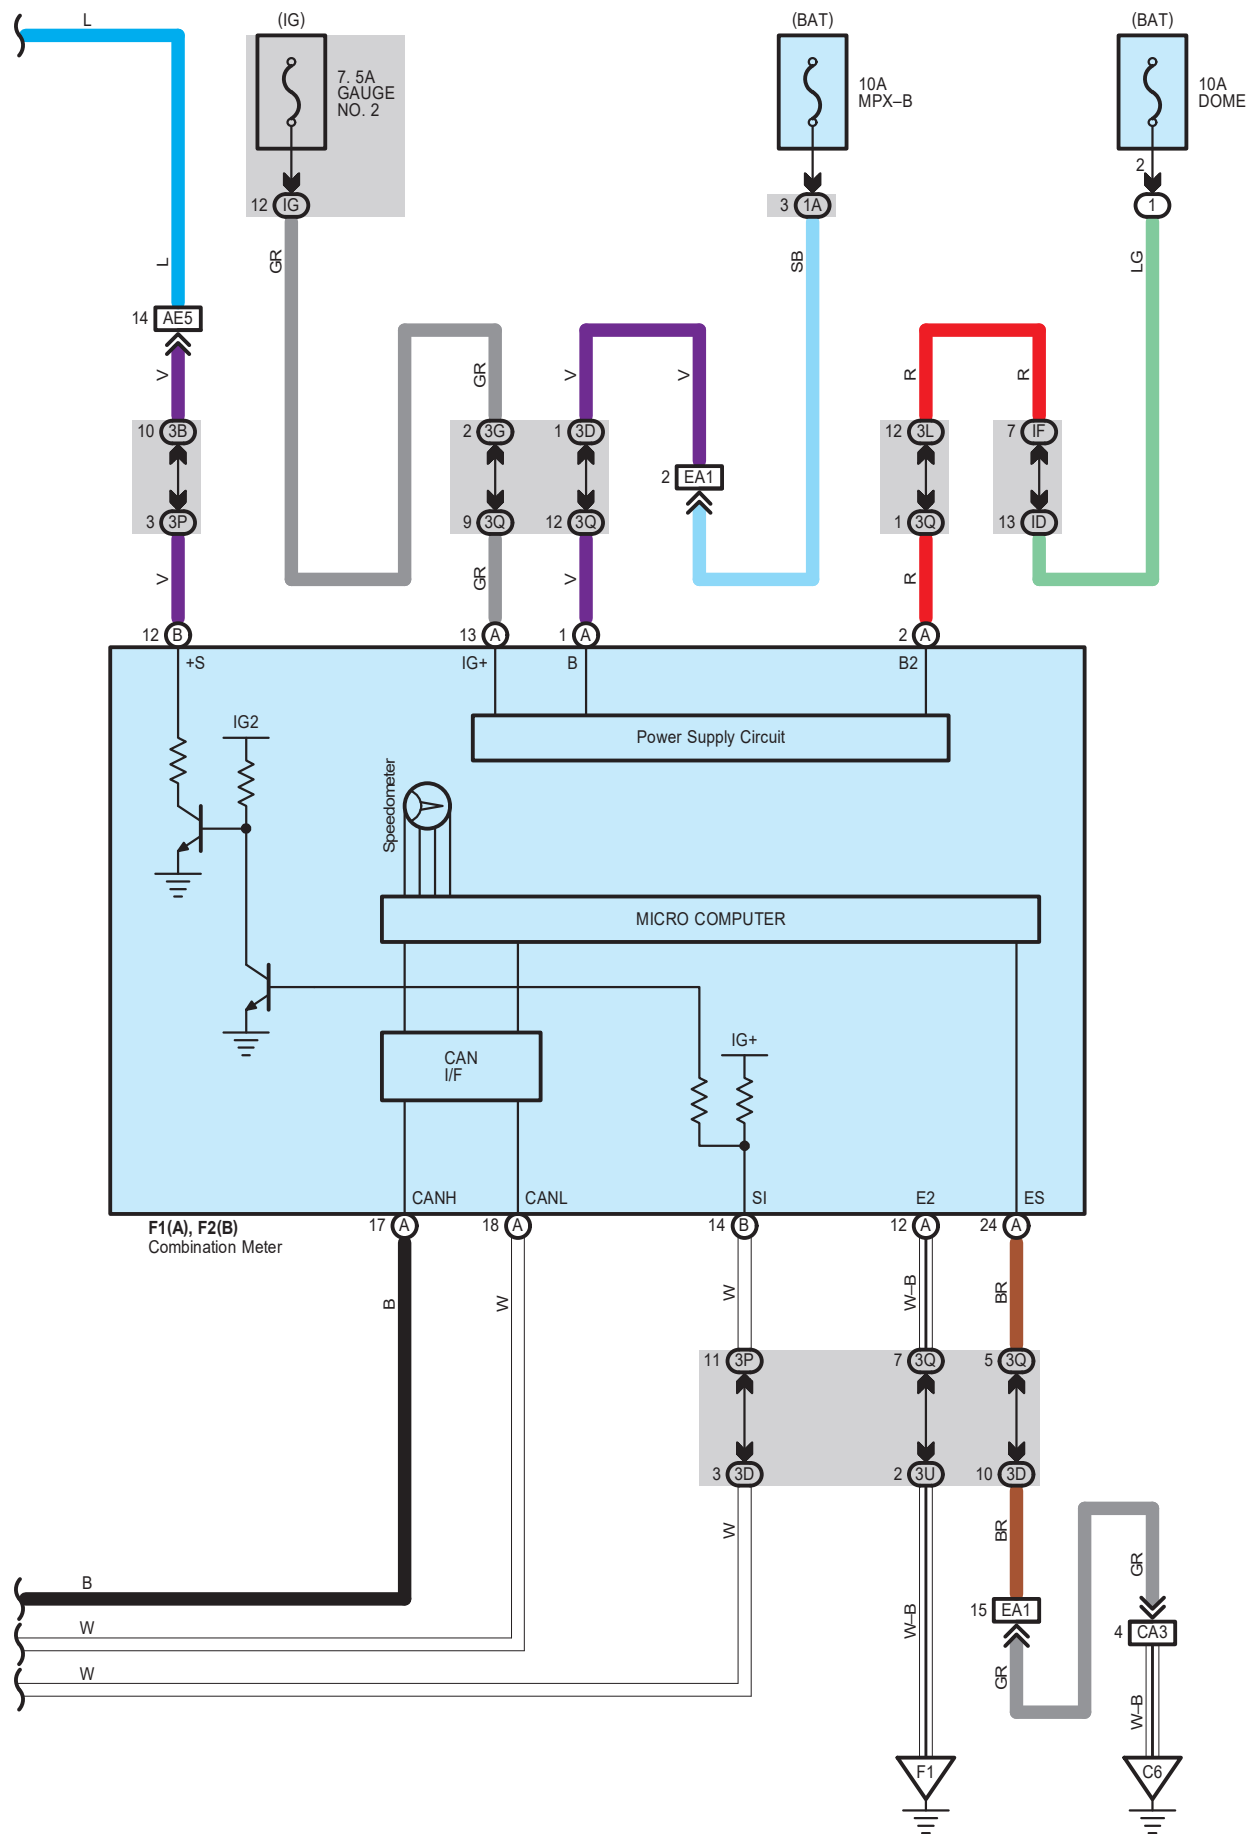 L
(IG)
(BAT)
(BAT)
7. 5A
GAUGE
NO. 2
10A
MPX–B
10A
DOME
2
12 IG
3 1A
1
L
GR
SB
LG
14 AE5
V
GR
V
V
R
R
10 3B
2 3G
1 3D
12 3L
7 IF
2 EA1
3 3P
9 3Q
12 3Q
1 3Q
13 ID
V
GR
V
R
12 B
13 A
1 A
2 A
+S
IG+
B
B2
IG2
Power Supply Circuit
Speedometer
MICRO COMPUTER
CAN
I/F
IG+
CANH
CANL
SI
E2
ES
F1(A), F2(B)
Combination Meter
17 A
18 A
14 B
12 A
24 A
B
W
W
W–B
BR
11 3P
7 3Q
5 3Q
3 3D
2 3U
10 3D
W
BR
GR
B
15 EA1
W–B
4 CA3
W
W
GR
W–B
F1
C6